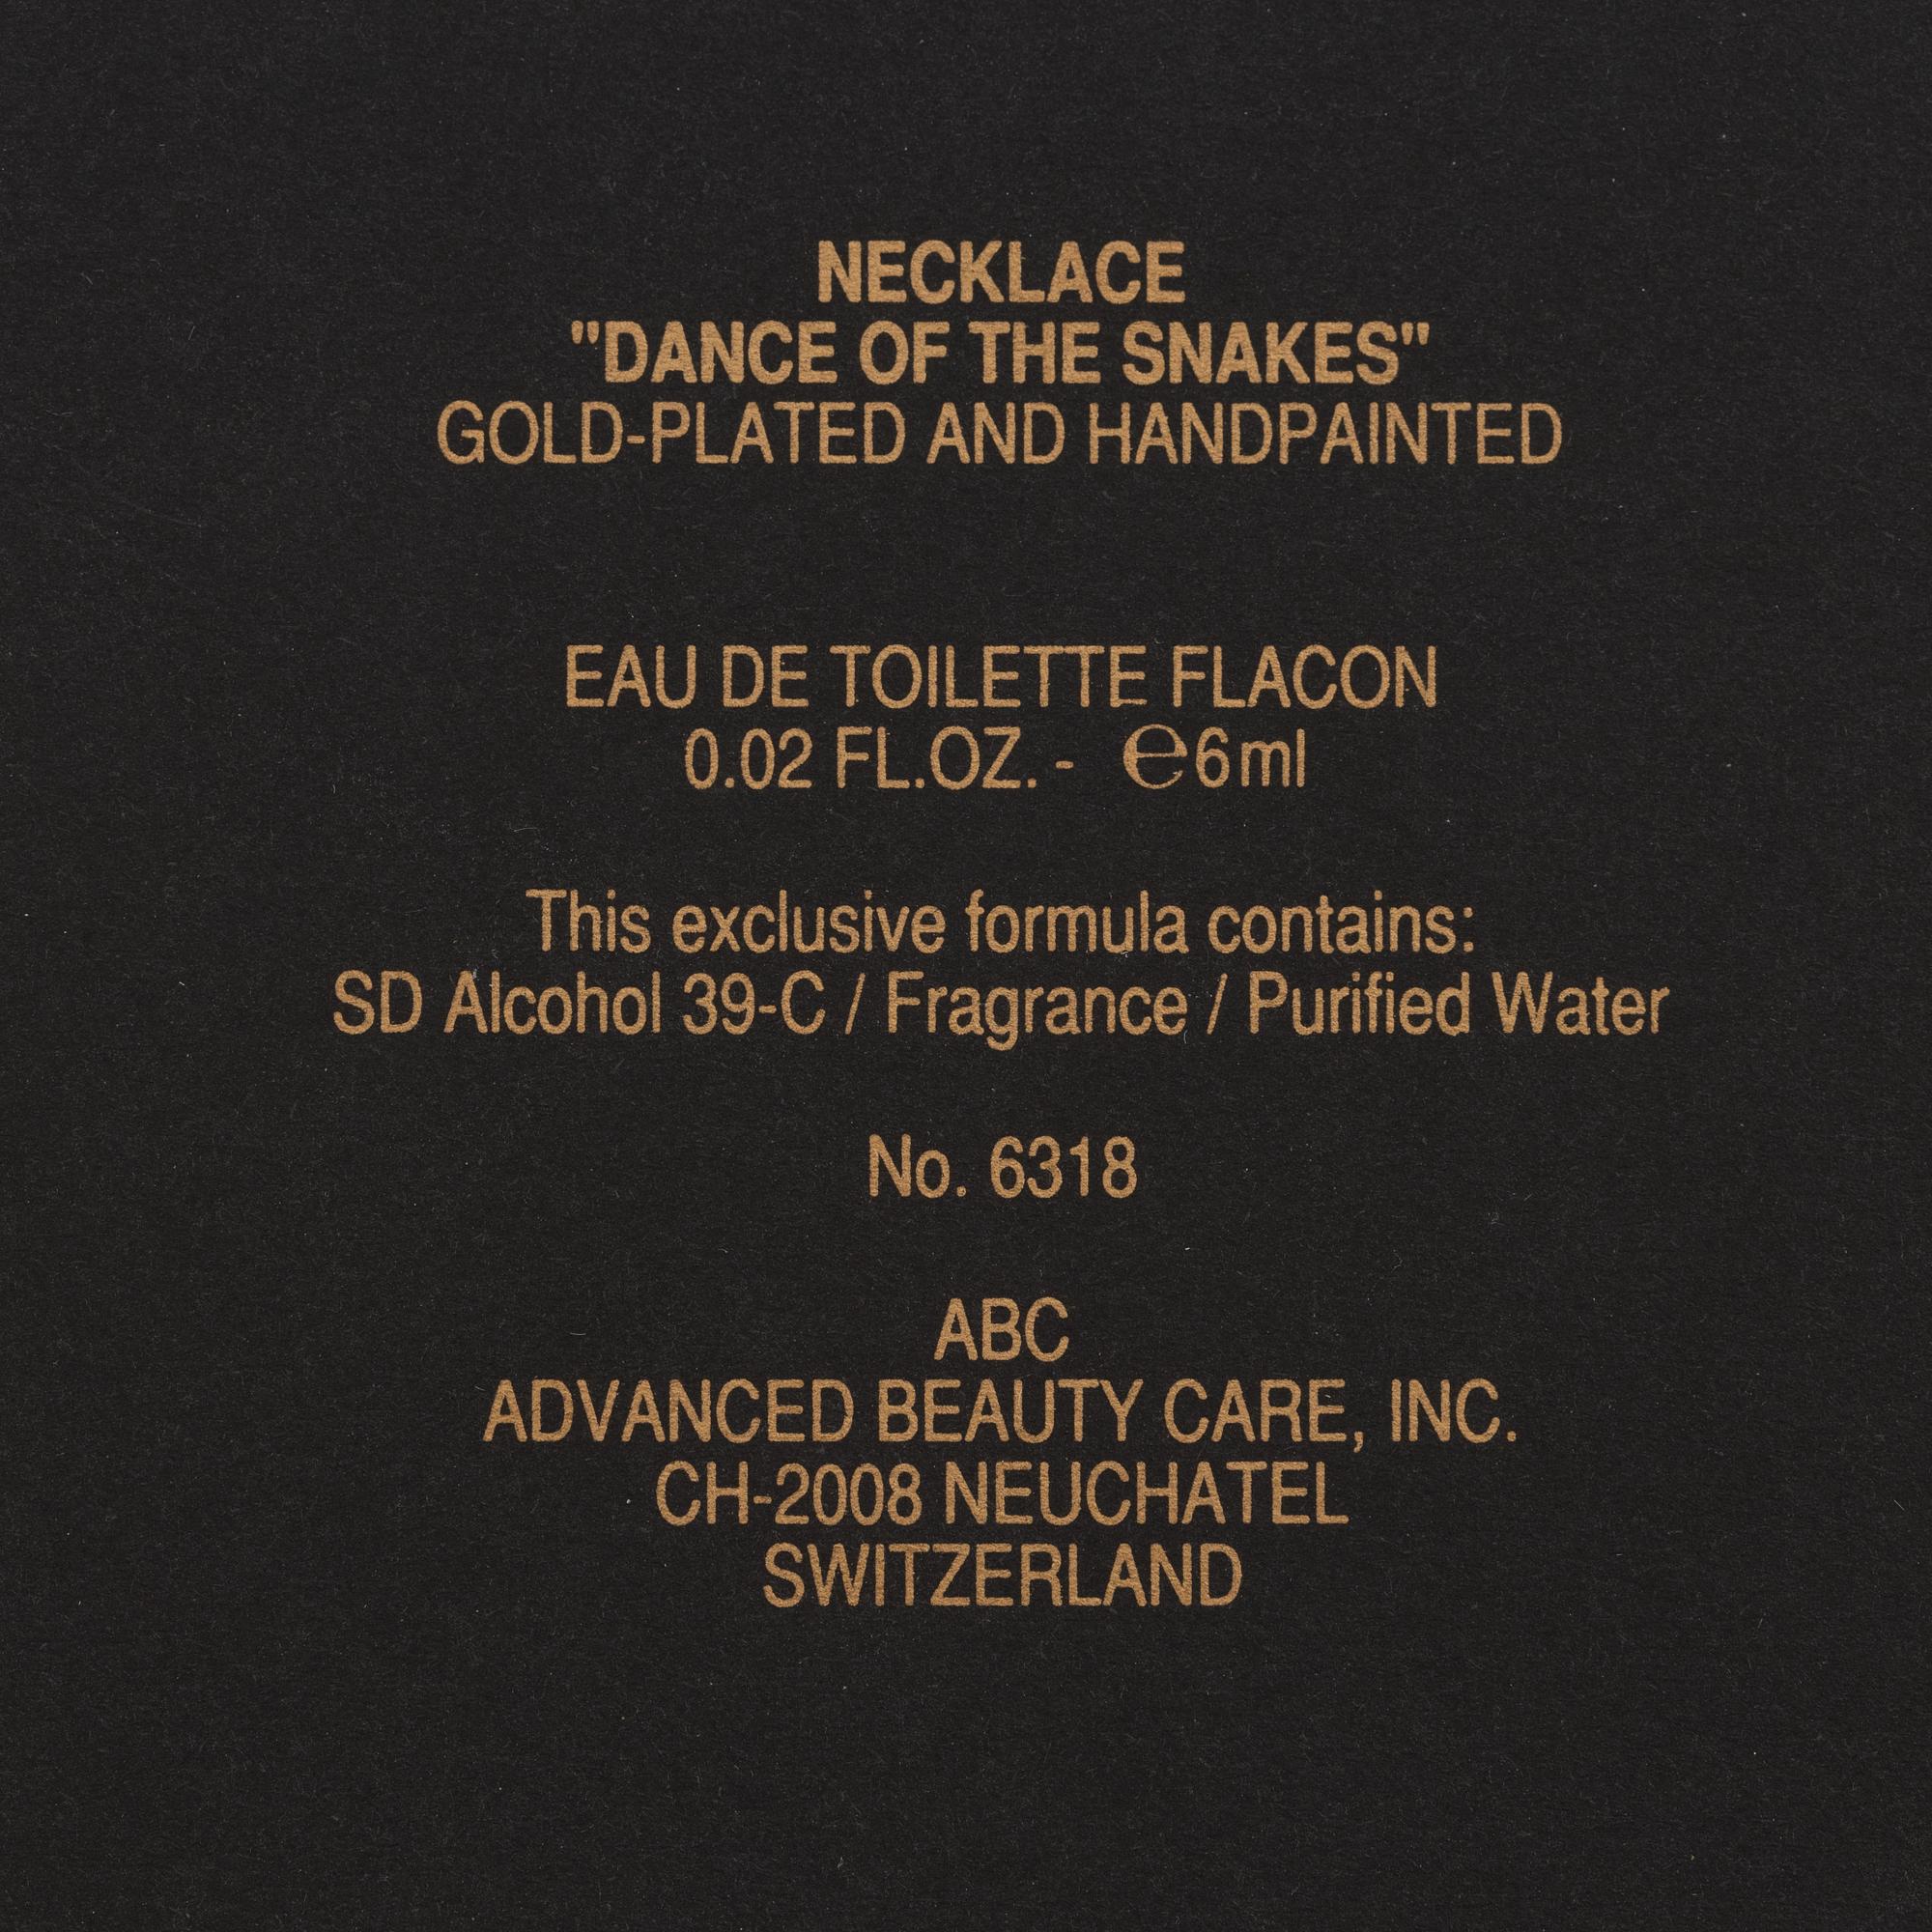 NECKLACE
"DANCE OF THE SNAKES"
GOLD-PLATED AND HANDPAINTED
EAU DE TOILETTE FLACON
0.02 FL.OZ. - ℮6ml
This exclusive formula contains:
SD Alcohol 39-C / Fragrance / Purified Water
No. 6318
ABC
ADVANCED BEAUTY CARE, INC.
CH-2008 NEUCHATEL
SWITZERLAND